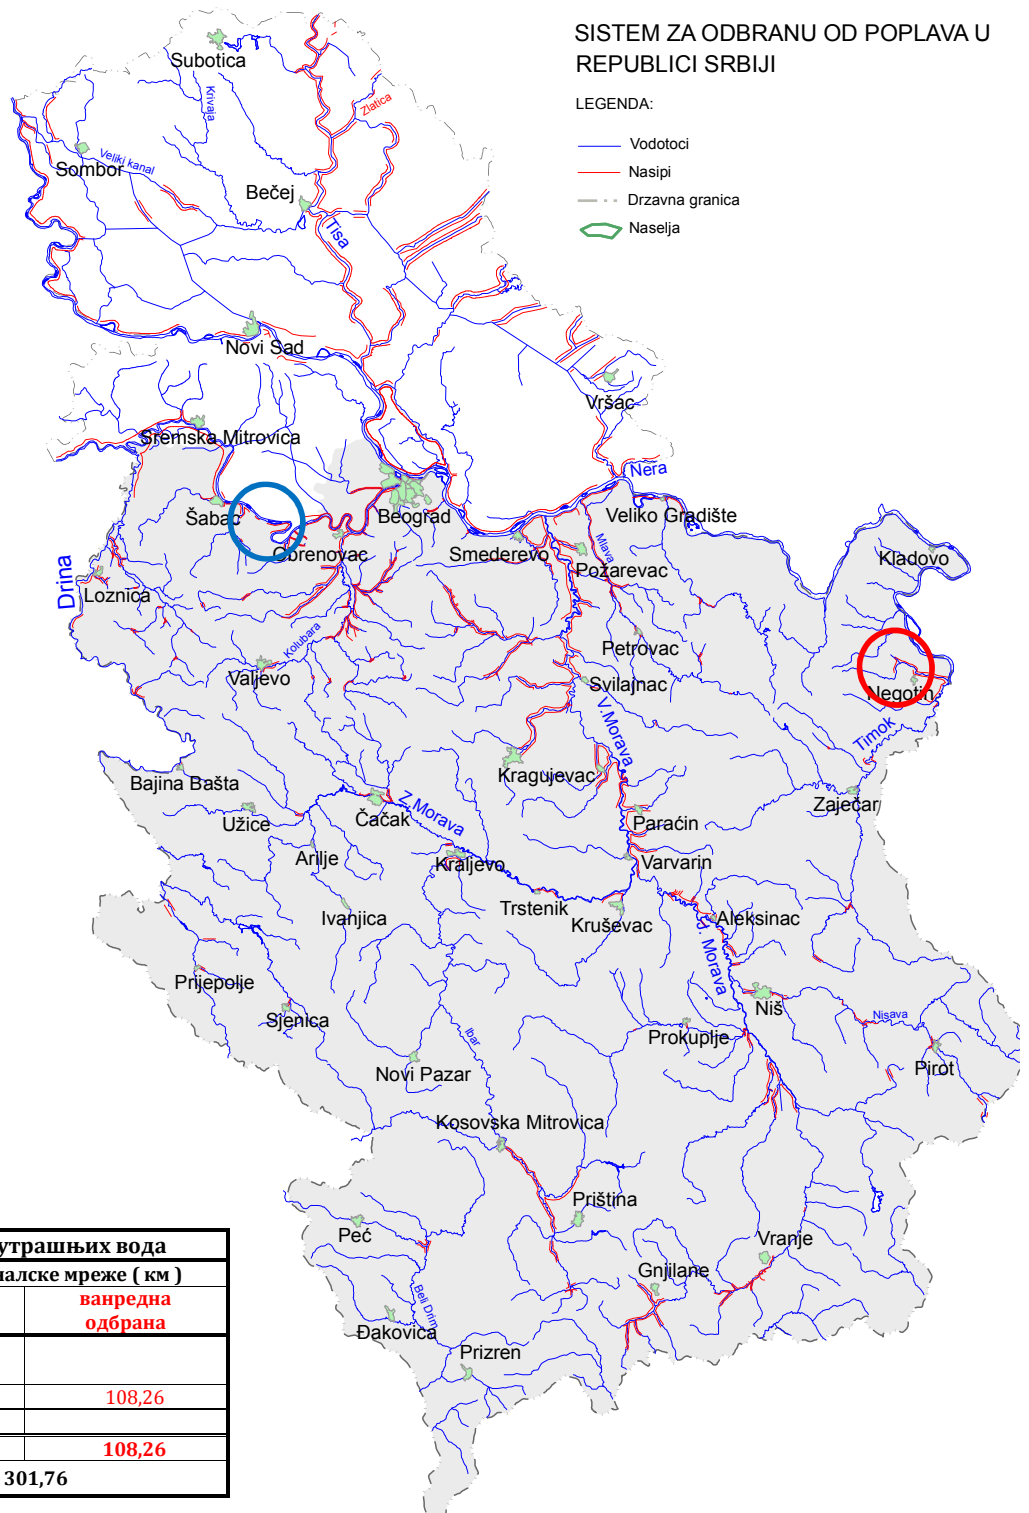 SISTEM ZA ODBRANU OD POPLAVA U
REPUBLICI SRBIJI
LEGENDA:
Vodotoci
Nasipi
Drzavna granica
Naselja
Subotica
Krivaja
Zlatica
Sombor
Veliki kanal
Bečej
Tisa
Novi Sad
Vršac
Sremska Mitrovica
Nera
Šabac
Beograd
Veliko Gradište
Obrenovac
Smederevo
Mlava
Požarevac
Kladovo
Drina
Loznica
Kolubara
Petrovac
Valjevo
Svilajnac
Negotin
V.Morava
Timok
Bajina Bašta
Kragujevac
Zaječar
Užice
Čačak
Z.Morava
Paraćin
Arilje
Kraljevo
Varvarin
Ivanjica
Trstenik
Kruševac
Aleksinac
J. Morava
Prijepolje
Sjenica
Niš
Nisava
Ibar
Prokuplje
Novi Pazar
Pirot
Kosovska Mitrovica
Priština
Peć
Vranje
Gnjilane
Beli Drim
Đakovica
Prizren
утрашњих вода
налске мреже ( км )
ванредна
одбрана
108,26
108,26
301,76